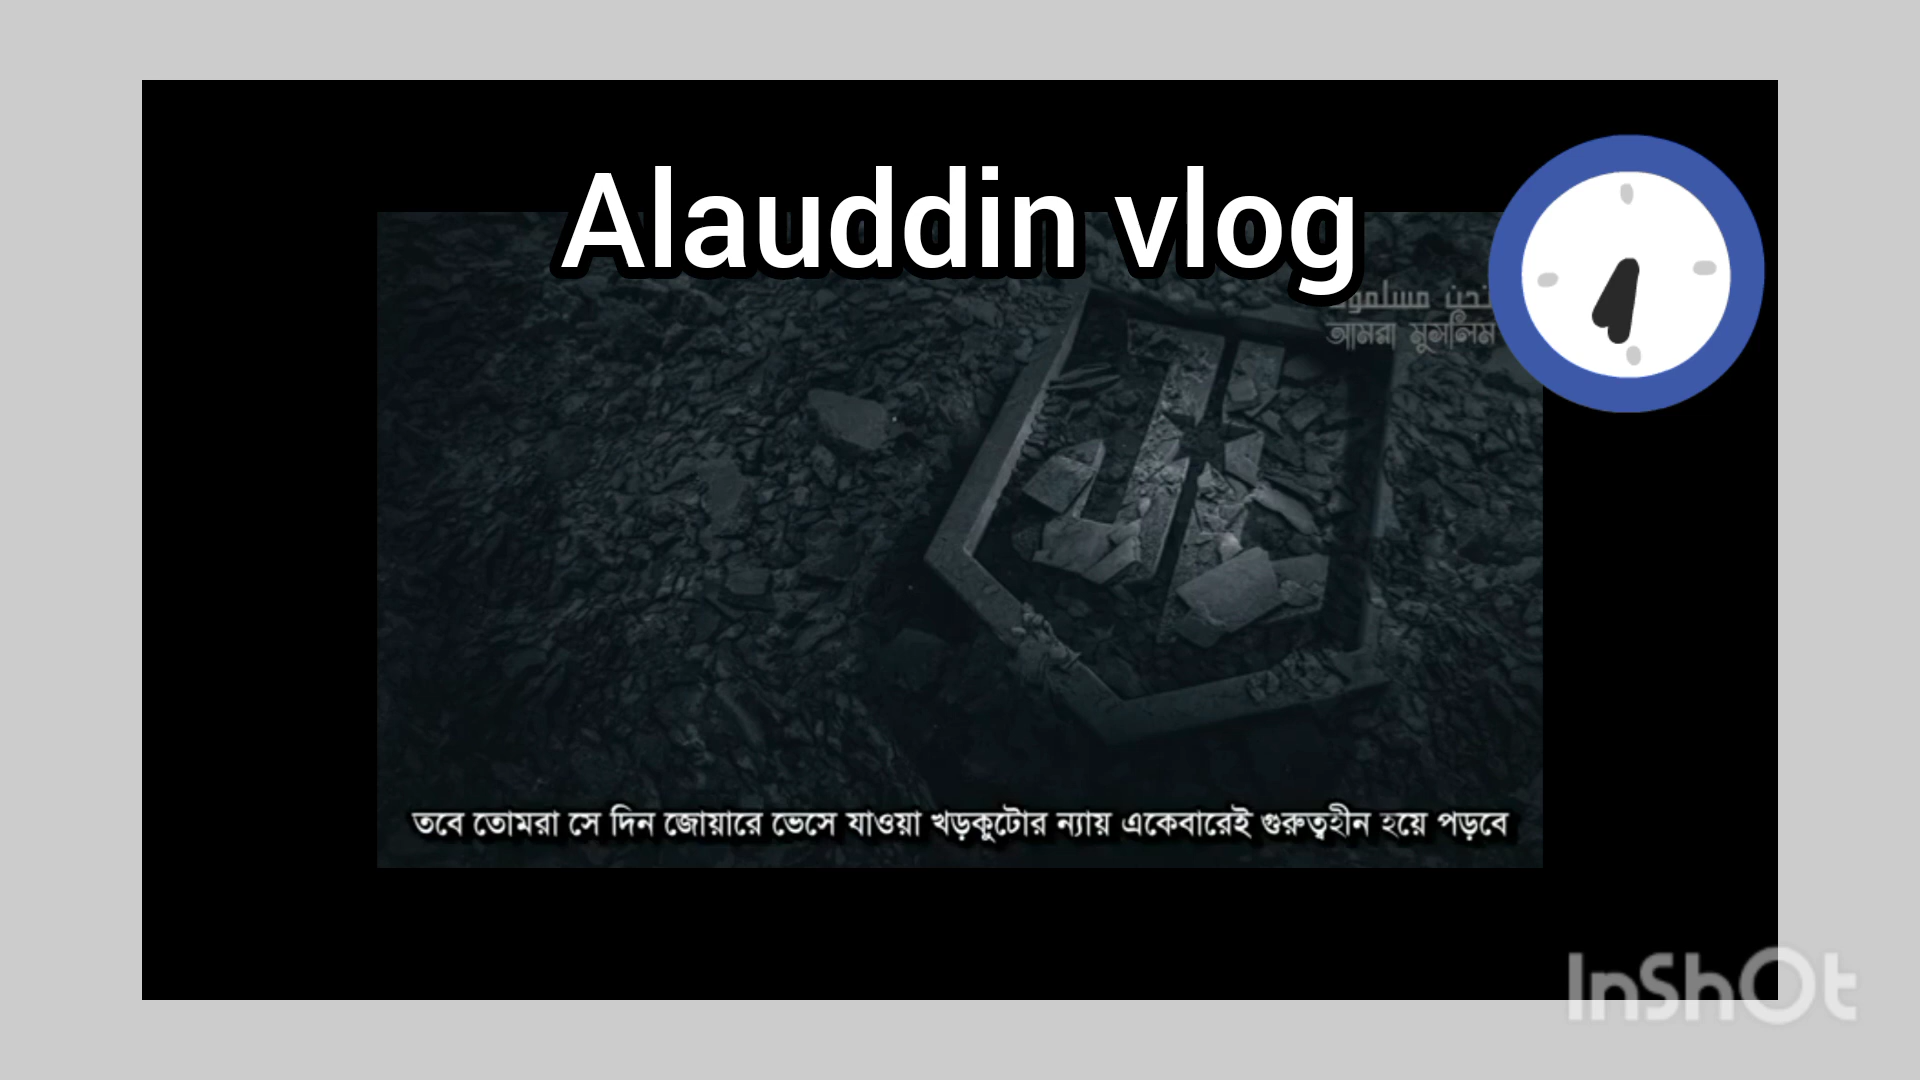 Alauddin vlog
نحن مسلمون
আমরা মুসলিম
তবে তোমরা সে দিন জোয়ারে ভেসে যাওয়া খড়কুটোর ন্যায় একেবারেই গুরুত্বহীন হয়ে পড়বে
InShOt